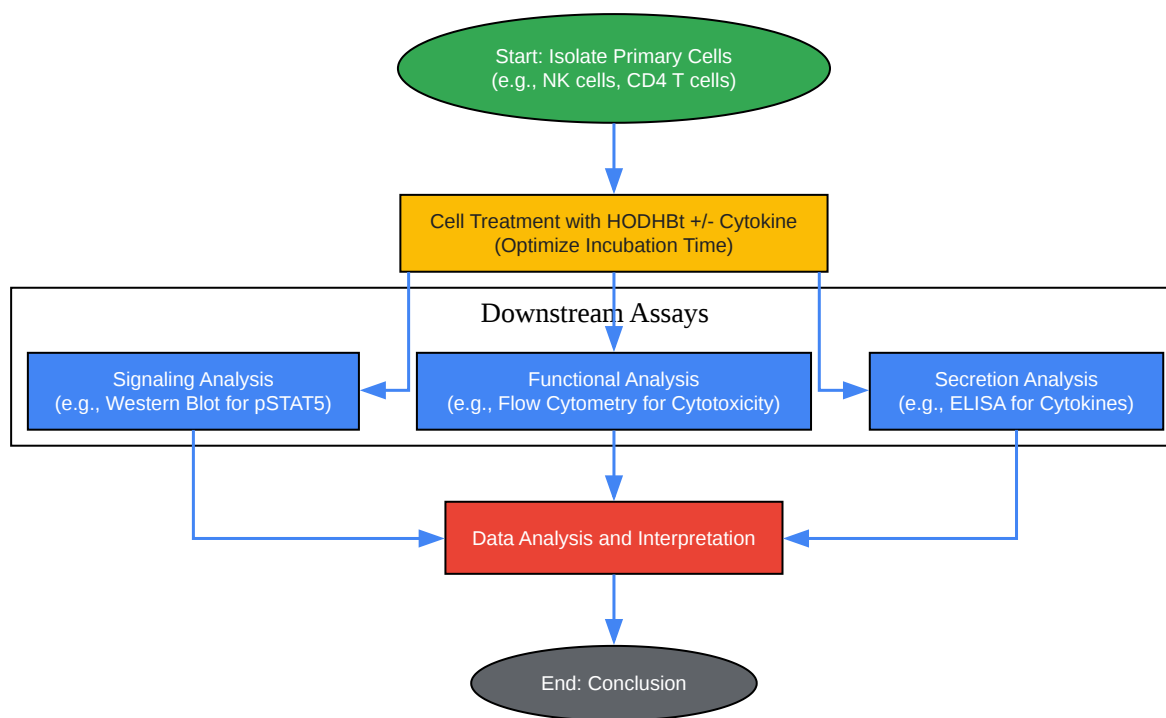 Start: Isolate Primary Cells
(e.g., NK cells, CD4 T cells)
Cell Treatment with HODHBt +/- Cytokine
(Optimize Incubation Time)
Downstream Assays
Signaling Analysis
(e.g., Western Blot for pSTAT5)
Functional Analysis
(e.g., Flow Cytometry for Cytotoxicity)
Secretion Analysis
(e.g., ELISA for Cytokines)
Data Analysis and Interpretation
End: Conclusion